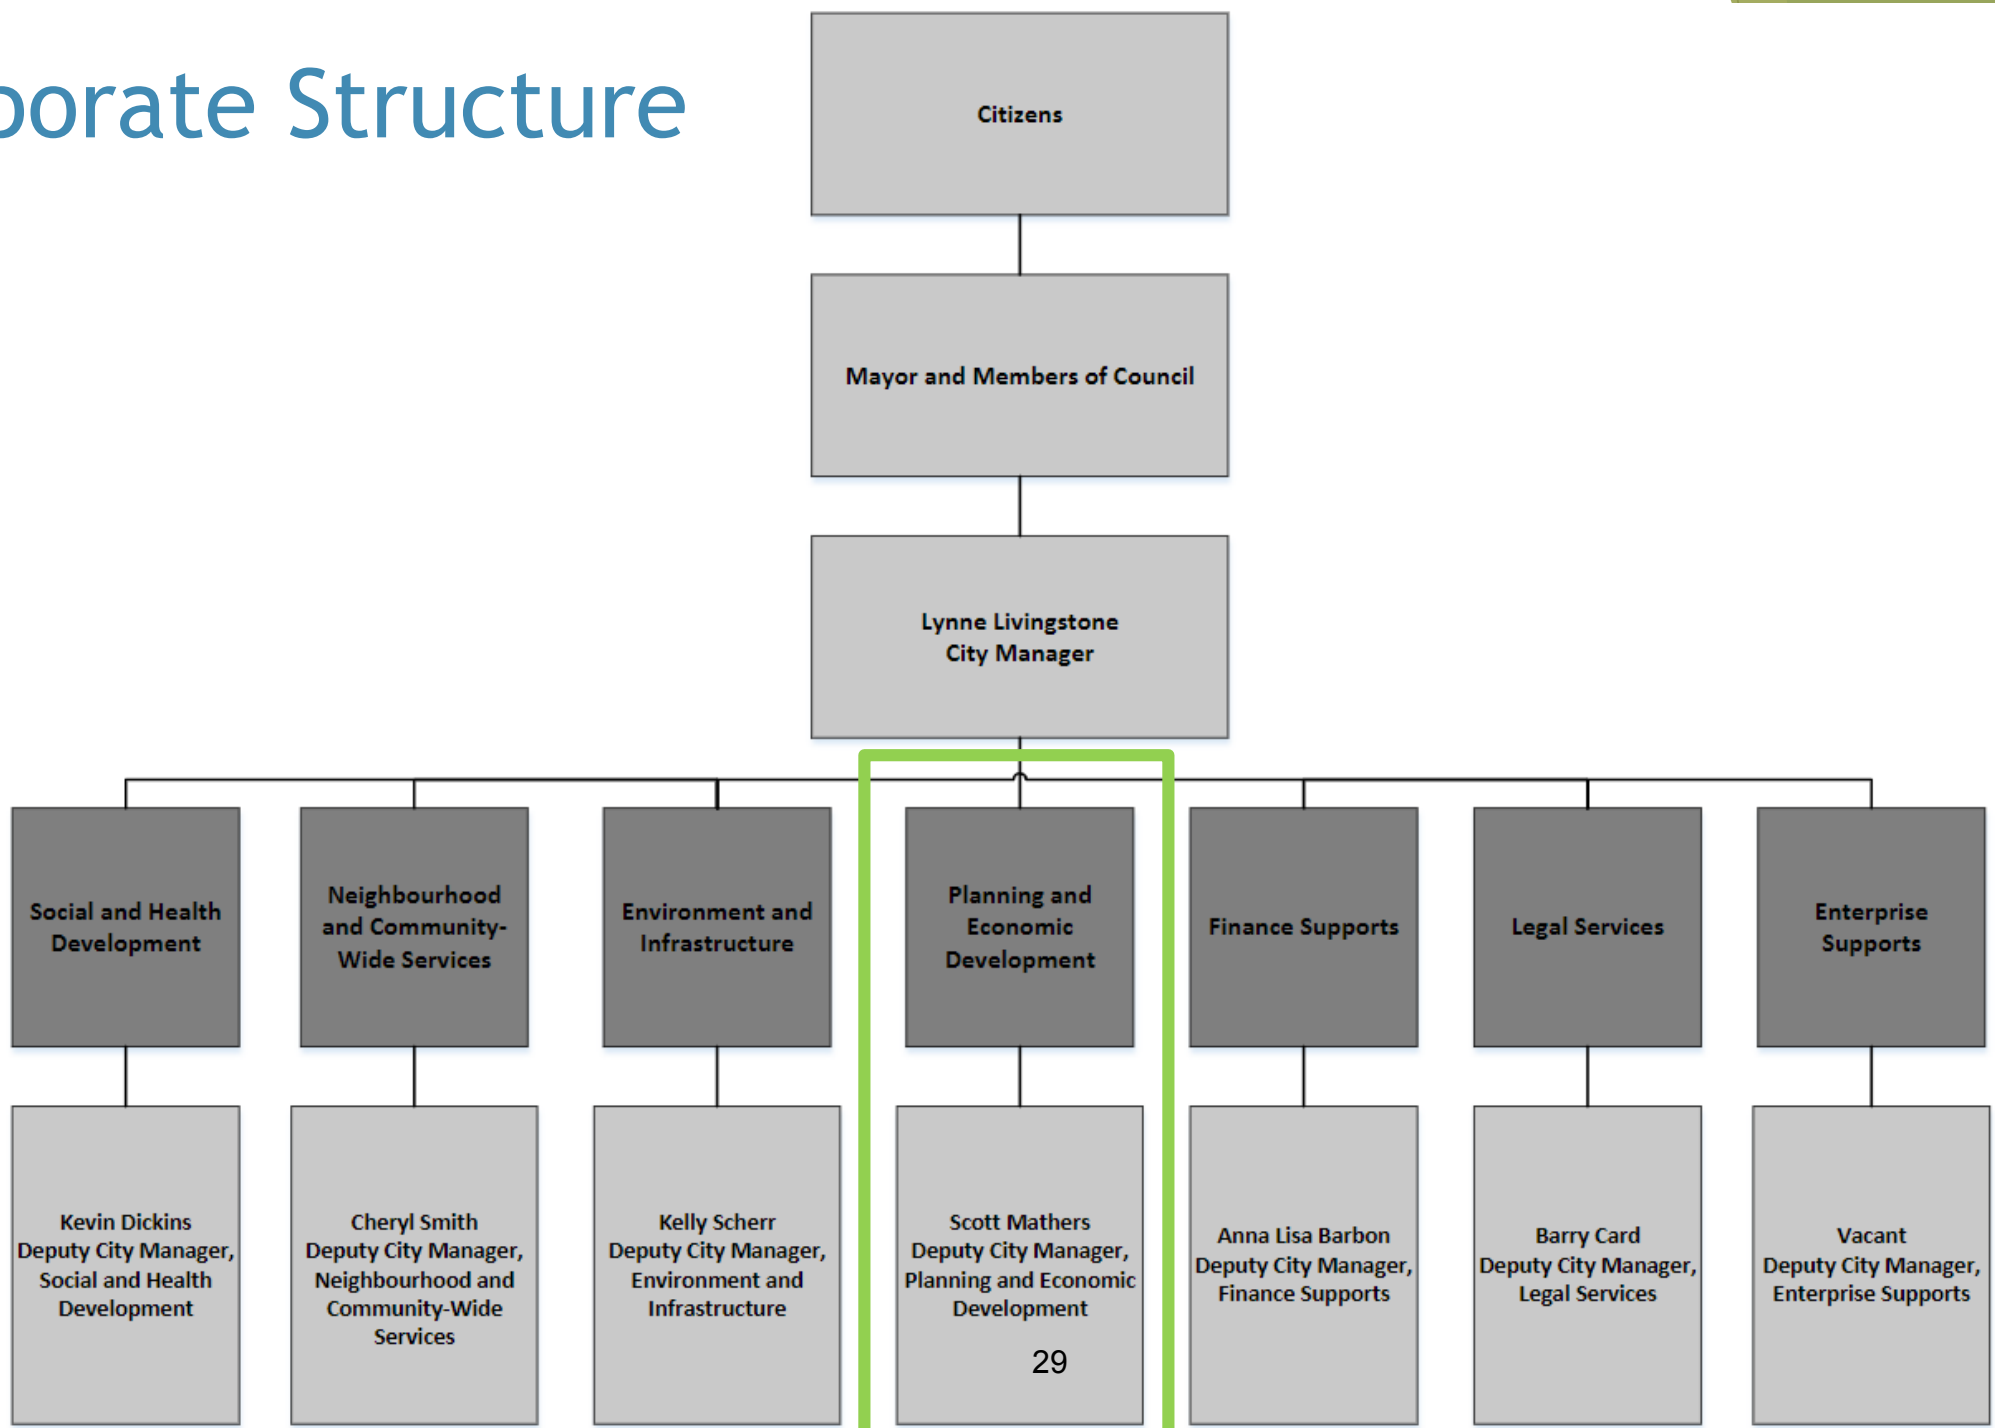 porate Structure
Citizens
Mayor and Members of Council
Lynne Livingstone
City Manager
Social and Health
Development
Neighbourhood
and Community-
Wide Services
Environment and
Infrastructure
Planning and
Economic
Development
Finance Supports
Legal Services
Enterprise
Supports
Kevin Dickins
Deputy City Manager,
Social and Health
Development
Cheryl Smith
Deputy City Manager,
Neighbourhood and
Community-Wide
Services
Kelly Scherr
Deputy City Manager,
Environment and
Infrastructure
Scott Mathers
Deputy City Manager,
Planning and Economic
Development
Anna Lisa Barbon
Deputy City Manager,
Finance Supports
Barry Card
Deputy City Manager,
Legal Services
Vacant
Deputy City Manager,
Enterprise Supports
29